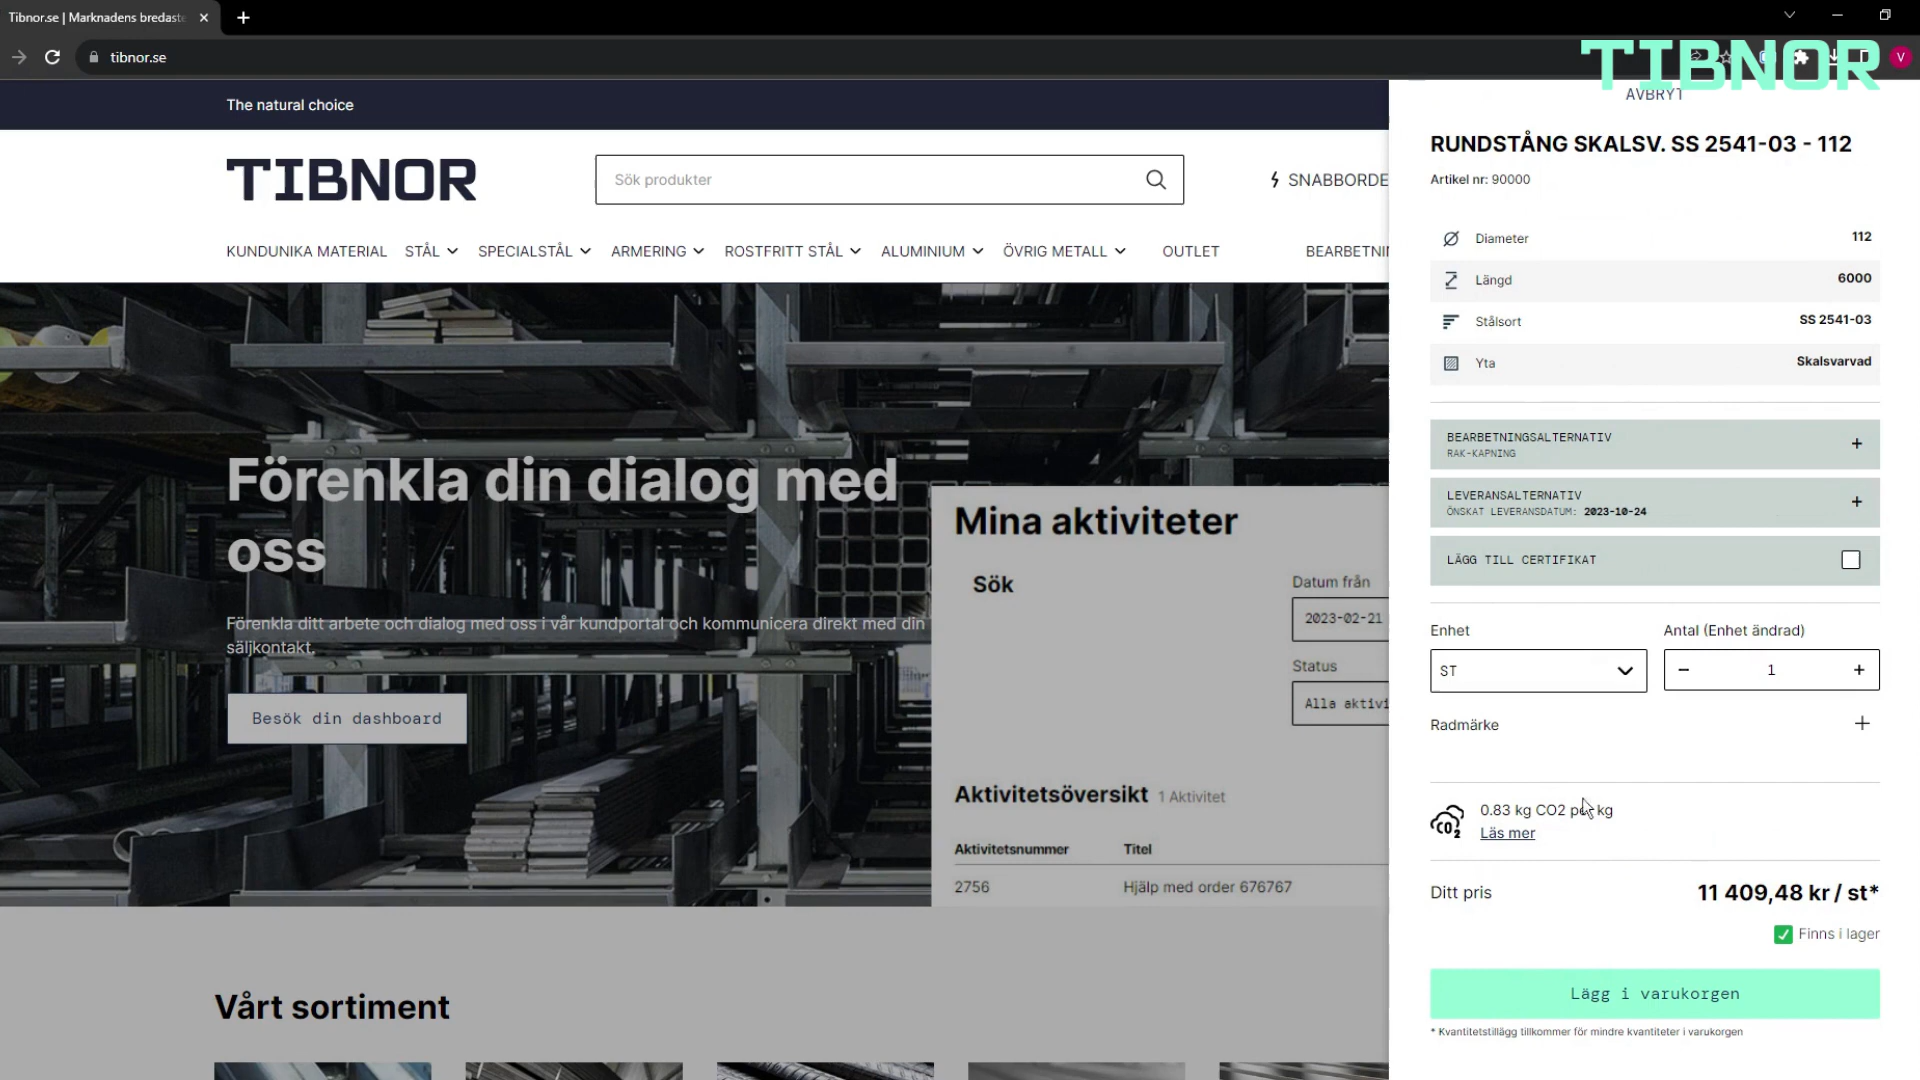 Tibnor.se | Marknadens bredaste
tibnor.se
V
TIBNOR
The natural choice
AVBRYT
TIBNOR
Sök produkter
SNABBORDE
KUNDUNIKA MATERIAL STÅL SPECIALSTÅL ARMERING ROSTFRITT STÅL ALUMINIUM ÖVRIG METALL OUTLET BEARBETNI
Förenkla din dialog med
oss
Förenkla ditt arbete och dialog med oss i vår kundportal och kommunicera direkt med din
säljkontakt.
Besök din dashboard
Mina aktiviteter
Sök
Datum från
2023-02-21
Status
Alla aktivi
Aktivitetsöversikt 1 Aktivitet
Aktivitetsnummer Titel
2756 Hjälp med order 676767
Vårt sortiment
RUNDSTÅNG SKALSV. SS 2541-03 - 112
Artikel nr: 90000
Diameter 112
Längd 6000
Stålsort SS 2541-03
Yta Skalsvarvad
BEARBETNINGSALTERNATIV
RAK-KAPNING
LEVERANSALTERNATIV
ÖNSKAT LEVERANSDATUM: 2023-10-24
LÄGG TILL CERTIFIKAT
Enhet Antal (Enhet ändrad)
ST 1
Radmärke
CO2 0.83 kg CO2 per kg
Läs mer
Ditt pris 11 409,48 kr / st*
Finns i lager
Lägg i varukorgen
* Kvantitetstillägg tillkommer för mindre kvantiteter i varukorgen